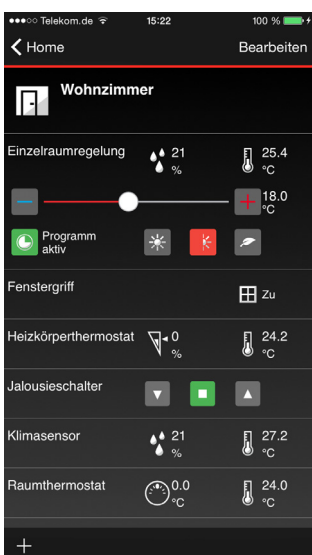 Telekom.de 15:22 100 %
Home Bearbeiten
Wohnzimmer
Einzelraumregelung 21 % 25.4 °C
18.0 °C
Programm aktiv
Fenstergriff Zu
Heizkörperthermostat 0 % 24.2 °C
Jalousieschalter
Klimasensor 21 % 27.2 °C
Raumthermostat 0.0 °C 24.0 °C